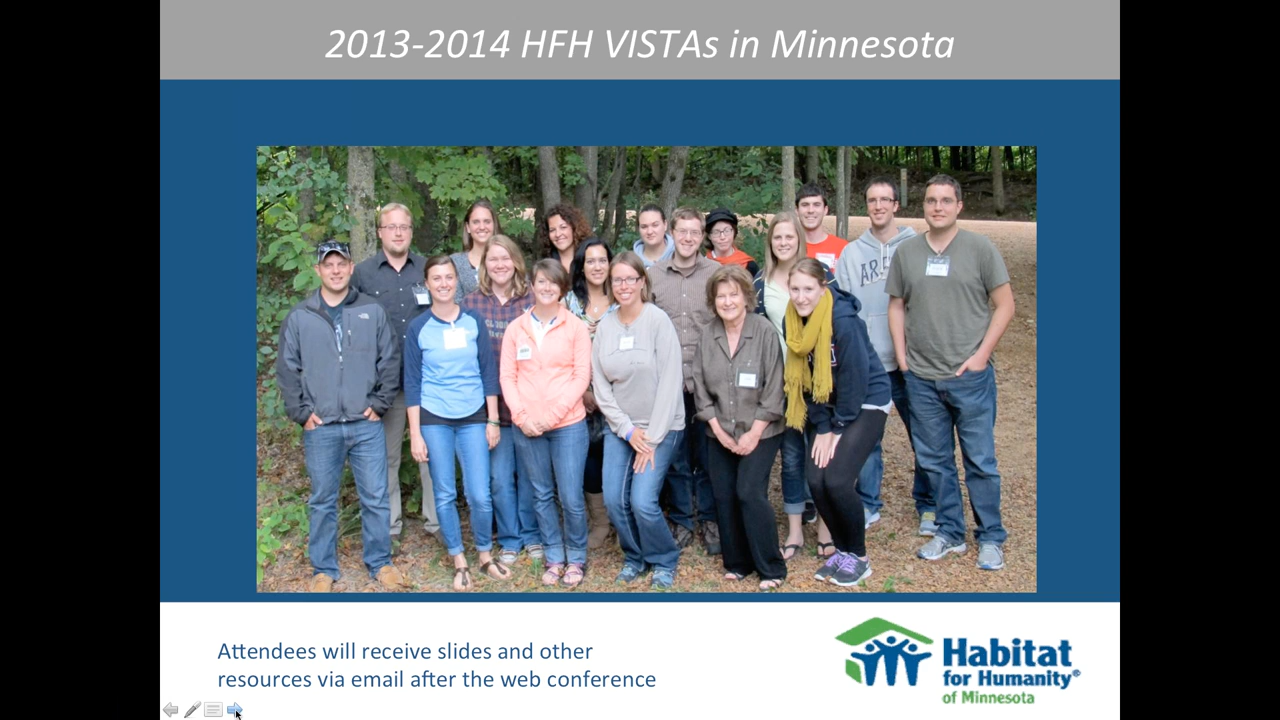 2013-2014 HFH VISTAs in Minnesota
Attendees will receive slides and other
resources via email after the web conference
Habitat
for Humanity®
of Minnesota